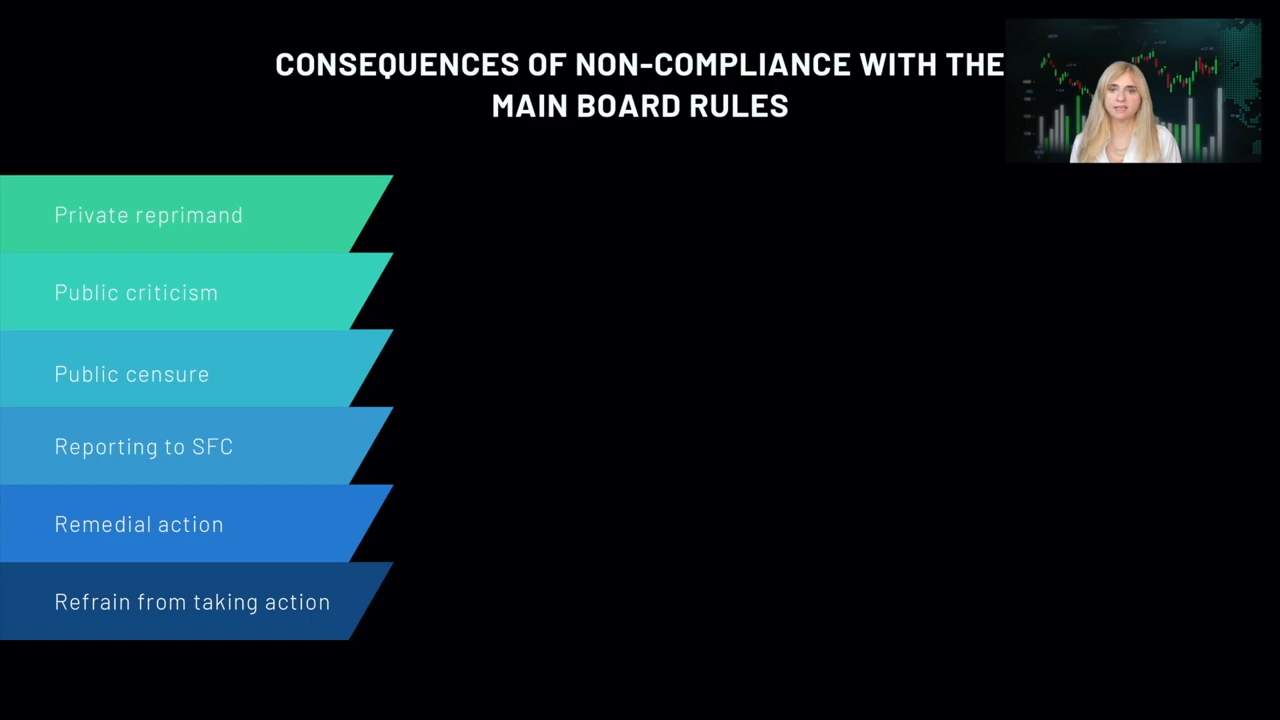 CONSEQUENCES OF NON-COMPLIANCE WITH THE
MAIN BOARD RULES
Private reprimand
Public criticism
Public censure
Reporting to SFC
Remedial action
Refrain from taking action